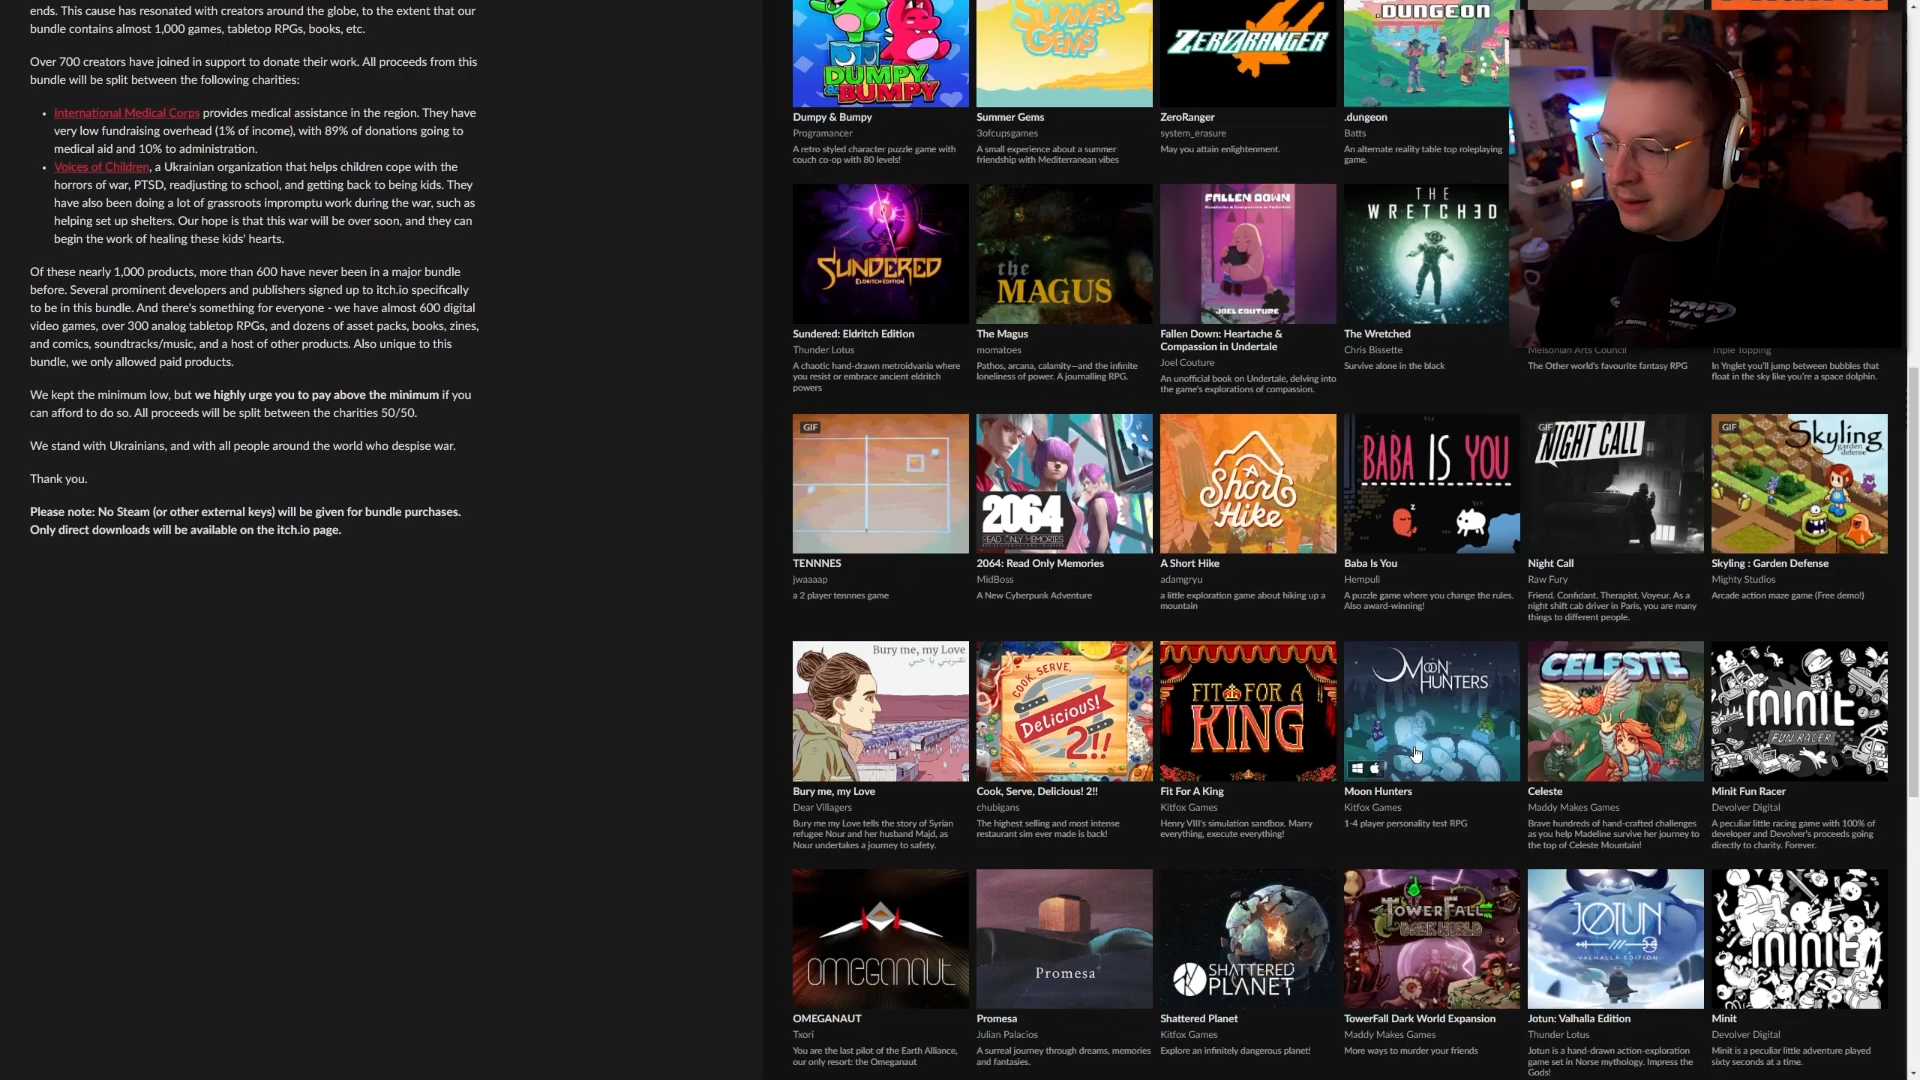 ends. This cause has resonated with creators around the globe, to the extent that our
bundle contains almost 1,000 games, tabletop RPGs, books, etc.
Over 700 creators have joined in support to donate their work. All proceeds from this
bundle will be split between the following charities:
• International Medical Corps provides medical assistance in the region. They have
very low fundraising overhead (1% of income), with 89% of donations going to
medical aid and 10% to administration.
• Voices of Children, a Ukrainian organization that helps children cope with the
horrors of war, PTSD, readjusting to school, and getting back to being kids. They
have also been doing a lot of grassroots impromptu work during the war, such as
helping set up shelters. Our hope is that this war will be over soon, and they can
begin the work of healing these kids' hearts.
Of these nearly 1,000 products, more than 600 have never been in a major bundle
before. Several prominent developers and publishers signed up to itch.io specifically
to be in this bundle. And there's something for everyone - we have almost 600 digital
video games, over 300 analog tabletop RPGs, and dozens of asset packs, books, zines,
and comics, soundtracks/music, and a host of other products. Also unique to this
bundle, we only allowed paid products.
We kept the minimum low, but we highly urge you to pay above the minimum if you
can afford to do so. All proceeds will be split between the charities 50/50.
We stand with Ukrainians, and with all people around the world who despise war.
Thank you.
Please note: No Steam (or other external keys) will be given for bundle purchases.
Only direct downloads will be available on the itch.io page.
DUMPY
BUMPY
Dumpy & Bumpy
Programancer
A retro styled character puzzle game with
couch co-op with 80 levels!
SUMMER
GEMS
Summer Gems
3ofcupsgames
A small experience about a summer
friendship with Mediterranean vibes
ZERØRANGER
ZeroRanger
system_erasure
May you attain enlightenment.
.DUNGEON
.dungeon
Batts
An alternate reality table top roleplaying
game.
SUNDERED
ELDRITCH EDITION
Sundered: Eldritch Edition
Thunder Lotus
A chaotic hand-drawn metroidvania where
you resist or embrace ancient eldritch
powers
the
MAGUS
The Magus
momatoes
Pathos, arcana, calamity—and the infinite
loneliness of power. A journalling RPG.
FALLEN DOWN
JOEL COUTURE
Fallen Down: Heartache &
Compassion in Undertale
Joel Couture
An unofficial book on Undertale, delving into
the game's explorations of compassion.
THE
WRETCH3D
The Wretched
Chris Bissette
Survive alone in the black
Melsonian Arts Council
The Other world's favourite fantasy RPG
Triple Topping
In Ynglet you'll jump between bubbles that
float in the sky like you're a space dolphin.
GIF
TENNNES
jwaaaap
a 2 player tennnes game
2064
READ ONLY MEMORIES
2064: Read Only Memories
MidBoss
A New Cyberpunk Adventure
A
Short
Hike
A Short Hike
adamgryu
a little exploration game about hiking up a
mountain
BABA IS YOU
Baba Is You
Hempuli
A puzzle game where you change the rules.
Also award-winning!
GIF
NIGHT CALL
Night Call
Raw Fury
Friend. Confidant. Therapist. Voyeur. As a
night shift cab driver in Paris, you are many
things to different people.
GIF
Skyling
garden
defense
Skyling : Garden Defense
Mighty Studios
Arcade action maze game (Free demo!)
Bury me, my Love
Bury me, my Love
Dear Villagers
Bury me my Love tells the story of Syrian
refugee Nour and her husband Majd, as
Nour undertakes a journey to safety.
COOK, SERVE,
Delicious!
2!!
Cook, Serve, Delicious! 2!!
chubigans
The highest selling and most intense
restaurant sim ever made is back!
FIT FOR A
KING
Fit For A King
Kitfox Games
Henry VIII's simulation sandbox. Marry
everything, execute everything!
MOON
HUNTERS
Moon Hunters
Kitfox Games
1-4 player personality test RPG
CELESTE
Celeste
Maddy Makes Games
Brave hundreds of hand-crafted challenges
as you help Madeline survive her journey to
the top of Celeste Mountain!
minit
FUN RACER
Minit Fun Racer
Devolver Digital
A peculiar little racing game with 100% of
developer and Devolver's proceeds going
directly to charity. Forever.
OMEGANAUT
OMEGANAUT
Txori
You are the last pilot of the Earth Alliance,
our only resort: the Omeganaut
Promesa
Promesa
Julian Palacios
A surreal journey through dreams, memories
and fantasies.
SHATTERED
PLANET
Shattered Planet
Kitfox Games
Explore an infinitely dangerous planet!
TOWERFALL
DARK WORLD
TowerFall Dark World Expansion
Maddy Makes Games
More ways to murder your friends
JOTUN
VALHALLA EDITION
Jotun: Valhalla Edition
Thunder Lotus
Jotun is a hand-drawn action-exploration
game set in Norse mythology. Impress the
Gods!
minit
Minit
Devolver Digital
Minit is a peculiar little adventure played
sixty seconds at a time.